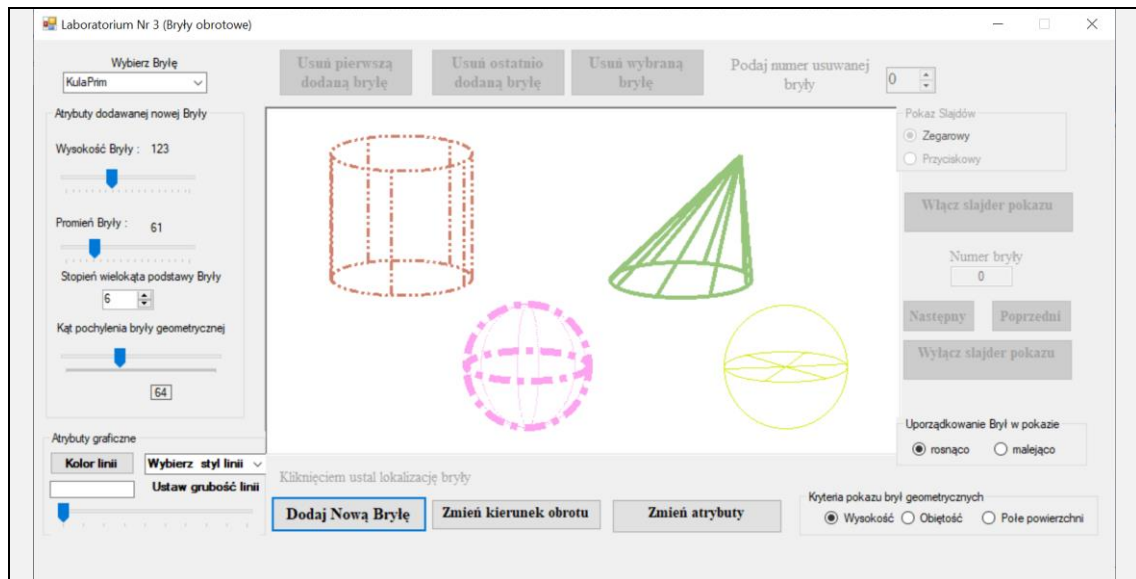 Laboratorium Nr 3 (Bryły obrotowe)
Wybierz Bryłę
KulaPrim
Usuń pierwszą
dodaną bryłę
Usuń ostatnio
dodaną bryłę
Usuń wybraną
bryłę
Podaj numer usuwanej
bryły
0
Atrybuty dodawanej nowej Bryły
Wysokość Bryły : 123
Promień Bryły : 61
Stopień wielokąta podstawy Bryły
6
Kąt pochylenia bryły geometrycznej
64
Pokaz Slajdów
Zegarowy
Przyciskowy
Włącz slajder pokazu
Numer bryły
0
Następny
Poprzedni
Wyłącz slajder pokazu
Uporządkowanie Brył w pokazie
rosnąco
malejąco
Atrybuty graficzne
Kolor linii
Wybierz styl linii
Ustaw grubość linii
Kliknięciem ustal lokalizację bryły
Dodaj Nową Bryłę
Zmień kierunek obrotu
Zmień atrybuty
Kryteria pokazu brył geometrycznych
Wysokość
Objętość
Pole powierzchni